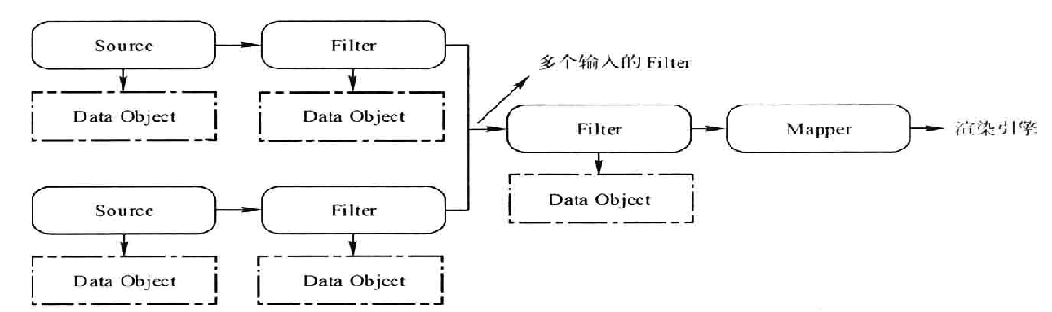 Source
Filter
多个输入的 Filter
Data Object
Data Object
Filter
Mapper
渲染引擎
Data Object
Source
Filter
Data Object
Data Object